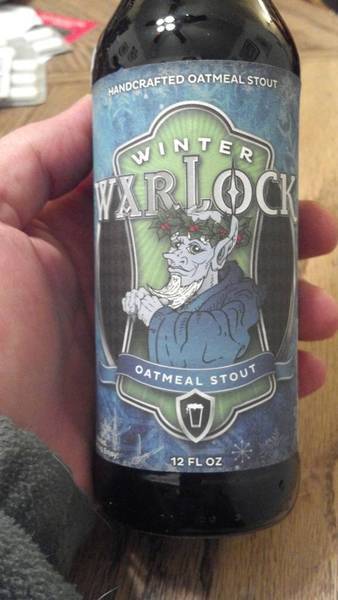 HANDCRAFTED OATMEAL STOUT
WINTER
WARLOCK
OATMEAL STOUT
12 FL OZ